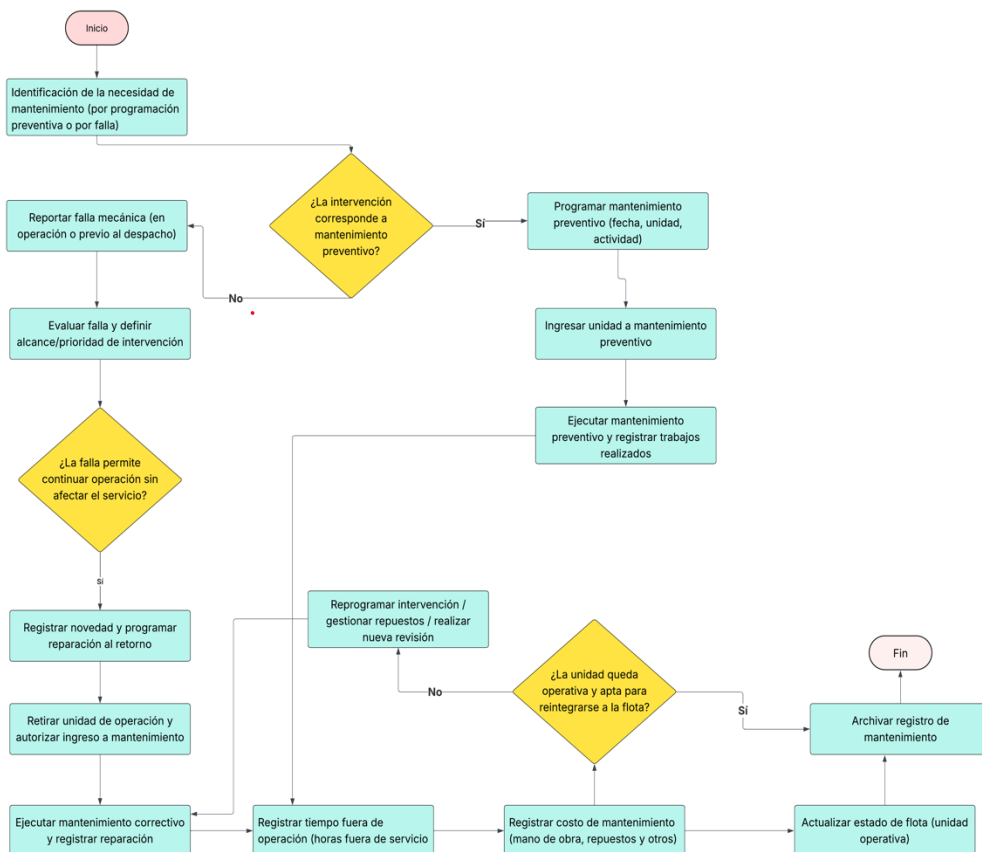 Inicio
Identificación de la necesidad de
mantenimiento (por programación
preventiva o por falla)
¿La intervención
corresponde a
mantenimiento
preventivo?
Sí
No
Programar mantenimiento
preventivo (fecha, unidad,
actividad)
Reportar falla mecánica (en
operación o previo al despacho)
Evaluar falla y definir
alcance/prioridad de intervención
Ingresar unidad a mantenimiento
preventivo
Ejecutar mantenimiento
preventivo y registrar trabajos
realizados
¿La falla permite
continuar operación sin
afectar el servicio?
Sí
Registrar novedad y programar
reparación al retorno
Retirar unidad de operación y
autorizar ingreso a mantenimiento
Ejecutar mantenimiento correctivo
y registrar reparación
Reprogramar intervención /
gestionar repuestos / realizar
nueva revisión
No
¿La unidad queda
operativa y apta para
reintegrarse a la flota?
Sí
Fin
Archivar registro de
mantenimiento
Registrar tiempo fuera de
operación (horas fuera de servicio
Registrar costo de mantenimiento
(mano de obra, repuestos y otros)
Actualizar estado de flota (unidad
operativa)